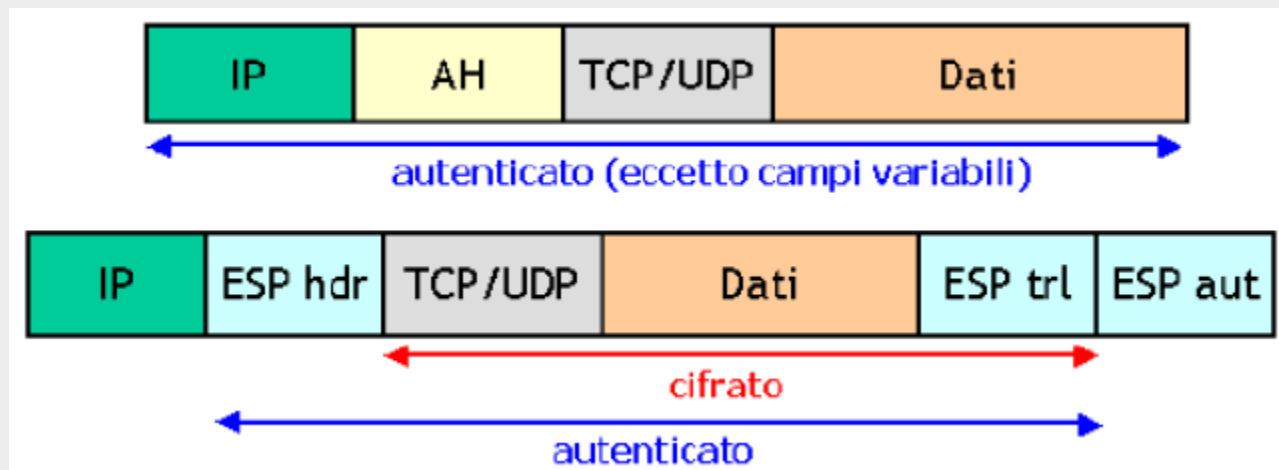 IP AH TCP/UDP Dati
autenticato (eccetto campi variabili)
IP ESP hdr TCP/UDP Dati ESP trl ESP aut
cifrato
autenticato